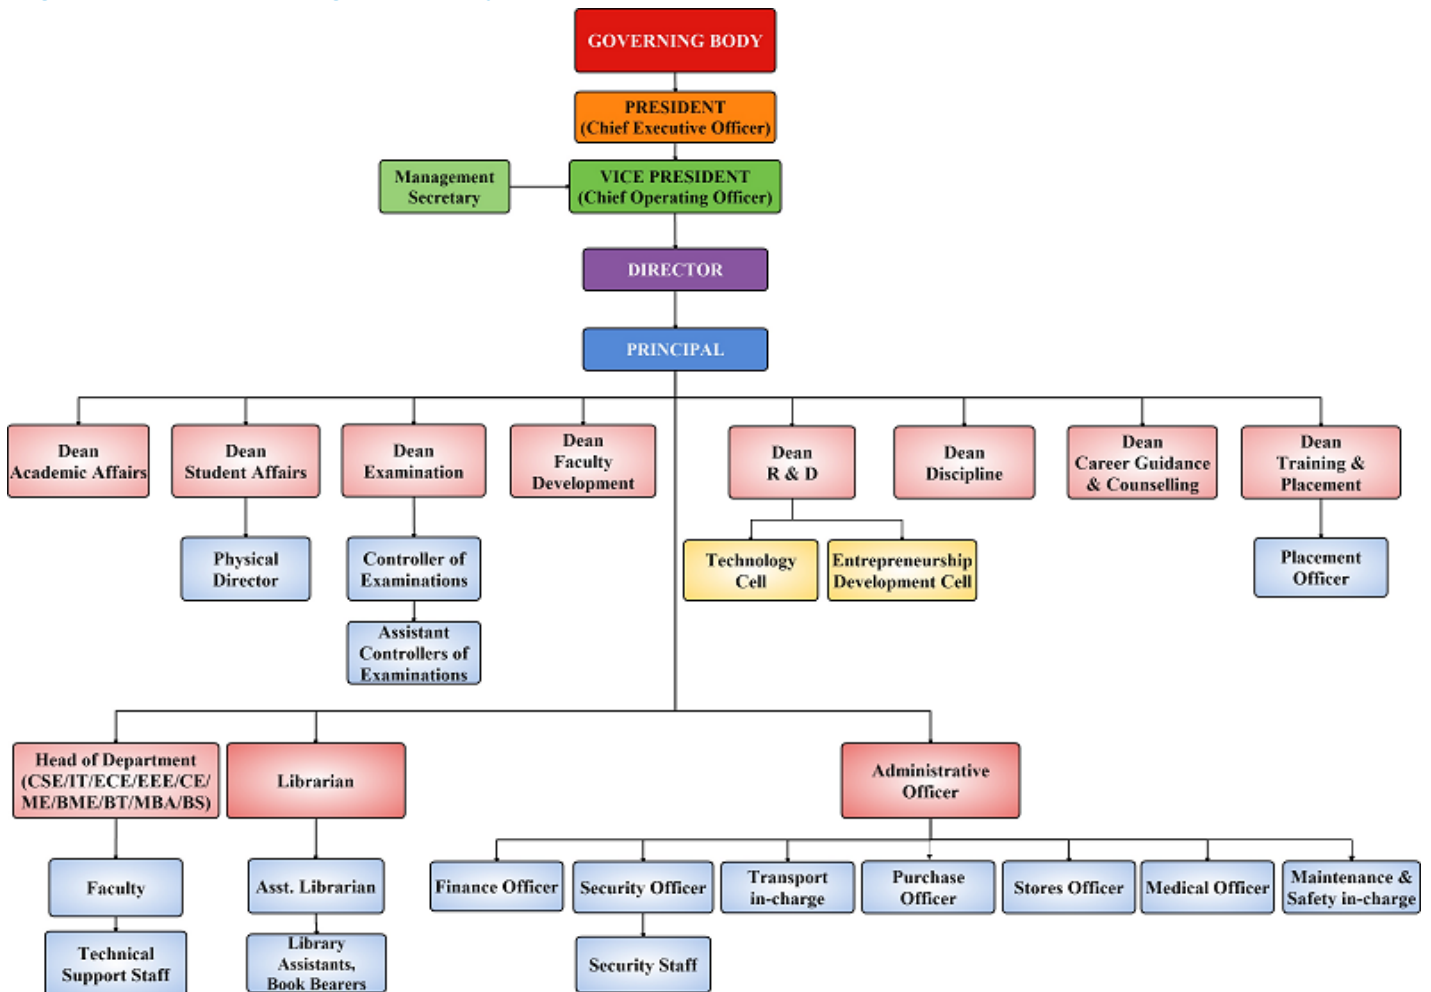 GOVERNING BODY
PRESIDENT
(Chief Executive Officer)
Management
Secretary
VICE PRESIDENT
(Chief Operating Officer)
DIRECTOR
PRINCIPAL
Dean
Academic Affairs
Dean
Student Affairs
Dean
Examination
Dean
Faculty
Development
Dean
R & D
Dean
Discipline
Dean
Career Guidance
& Counselling
Dean
Training &
Placement
Physical
Director
Controller of
Examinations
Technology
Cell
Entrepreneurship
Development Cell
Placement
Officer
Assistant
Controllers of
Examinations
Head of Department
(CSE/IT/ECE/EEE/CE/
ME/BME/BT/MBA/BS)
Librarian
Administrative
Officer
Faculty
Asst. Librarian
Finance Officer
Security Officer
Transport
in-charge
Purchase
Officer
Stores Officer
Medical Officer
Maintenance &
Safety in-charge
Technical
Support Staff
Library
Assistants,
Book Bearers
Security Staff